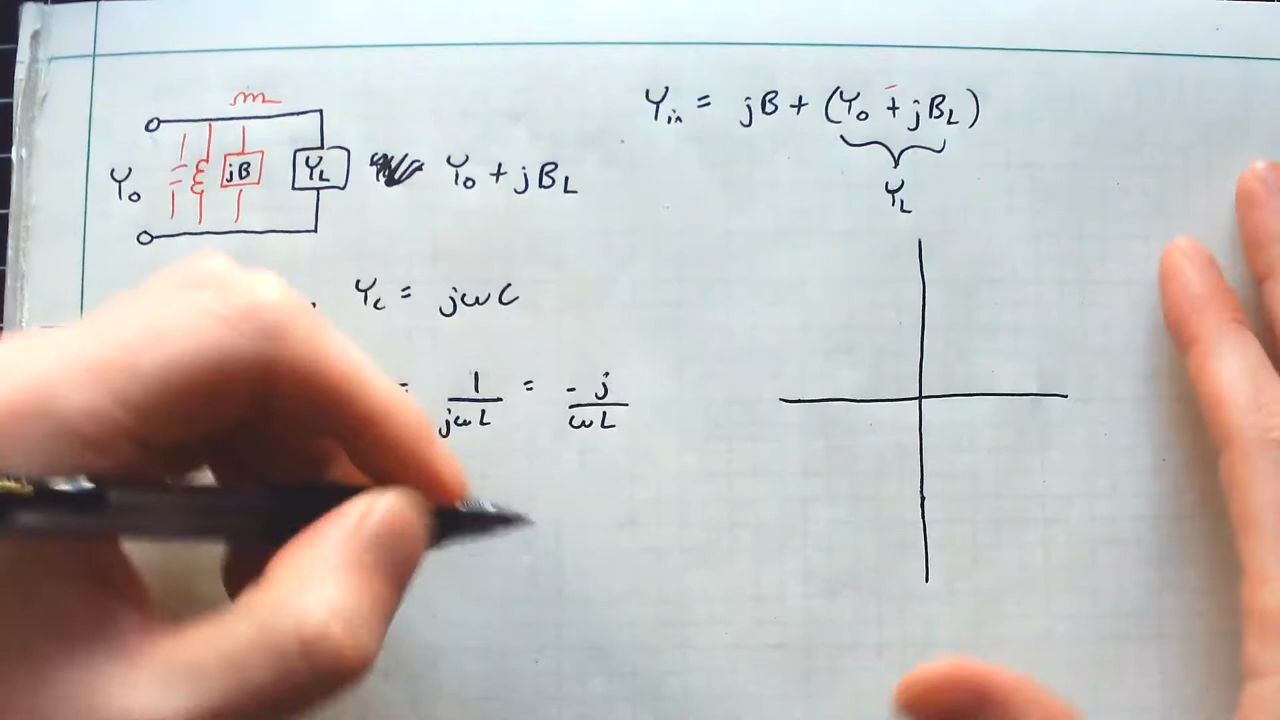 Y_in = jB + (Y_0 + jB_L)
Y_L
Y_0
jB
Y_L
Y_0 + jB_L
Y_c = jωC
= 1/jωL = -j/ωL